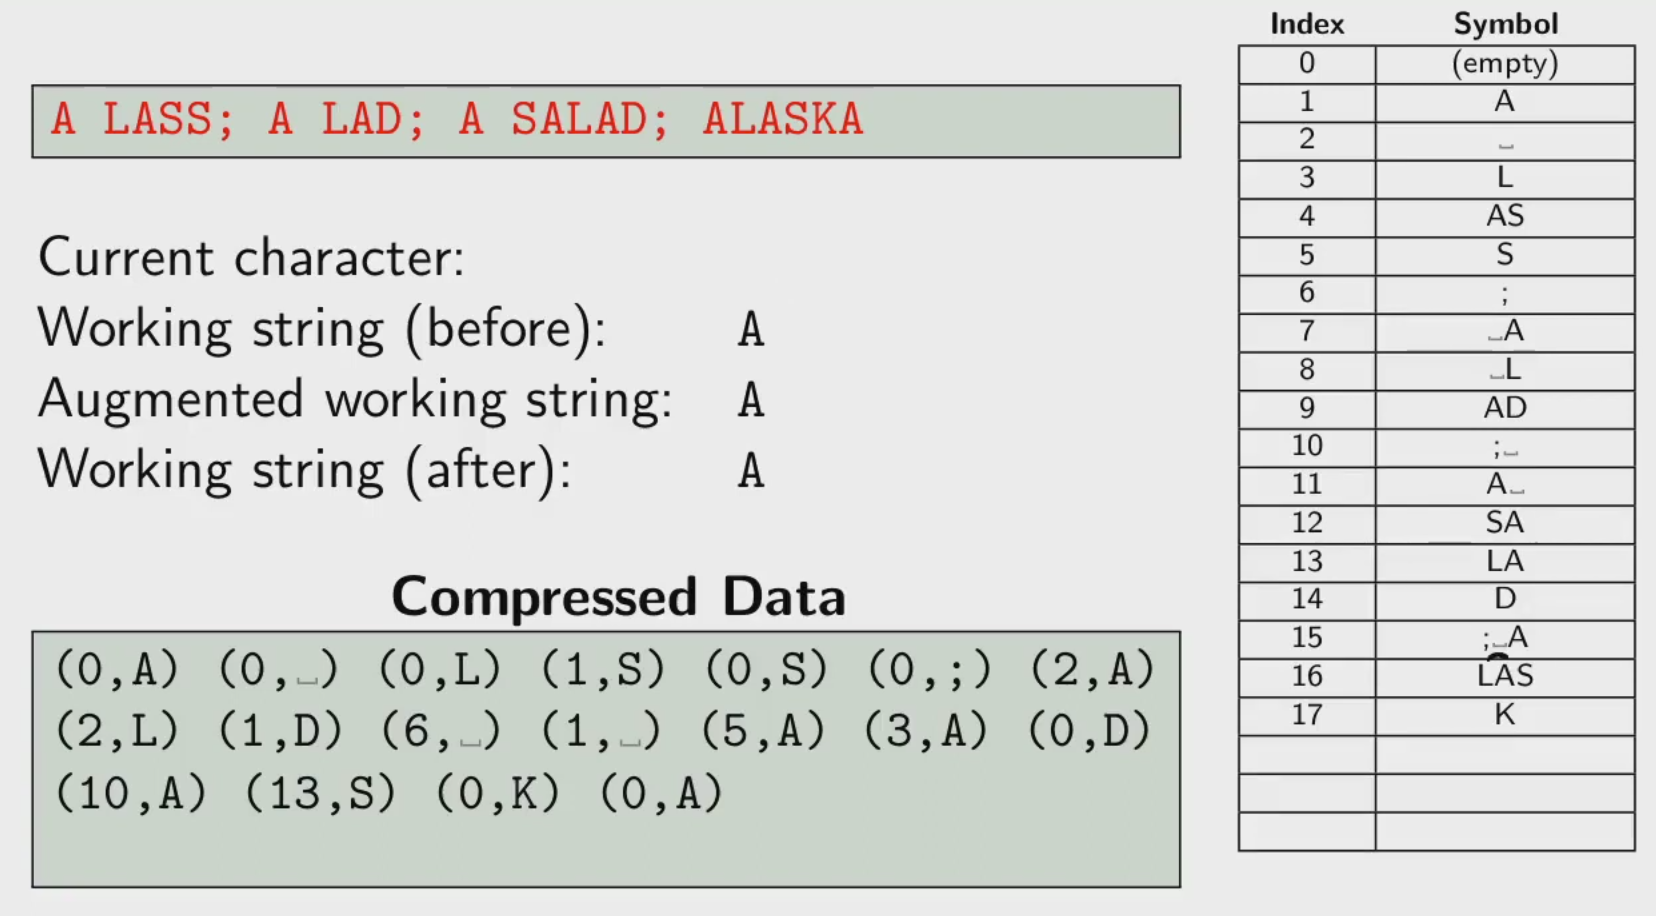 A LASS; A LAD; A SALAD; ALASKA
Current character:
Working string (before): A
Augmented working string: A
Working string (after): A
Compressed Data
(0,A) (0,␣) (0,L) (1,S) (0,S) (0,;) (2,A)
(2,L) (1,D) (6,␣) (1,␣) (5,A) (3,A) (0,D)
(10,A) (13,S) (0,K) (0,A)
Index Symbol
0 (empty)
1 A
2 ␣
3 L
4 AS
5 S
6 ;
7 ␣A
8 ␣L
9 AD
10 ;␣
11 A␣
12 SA
13 LA
14 D
15 ;␣A
16 LAS
17 K